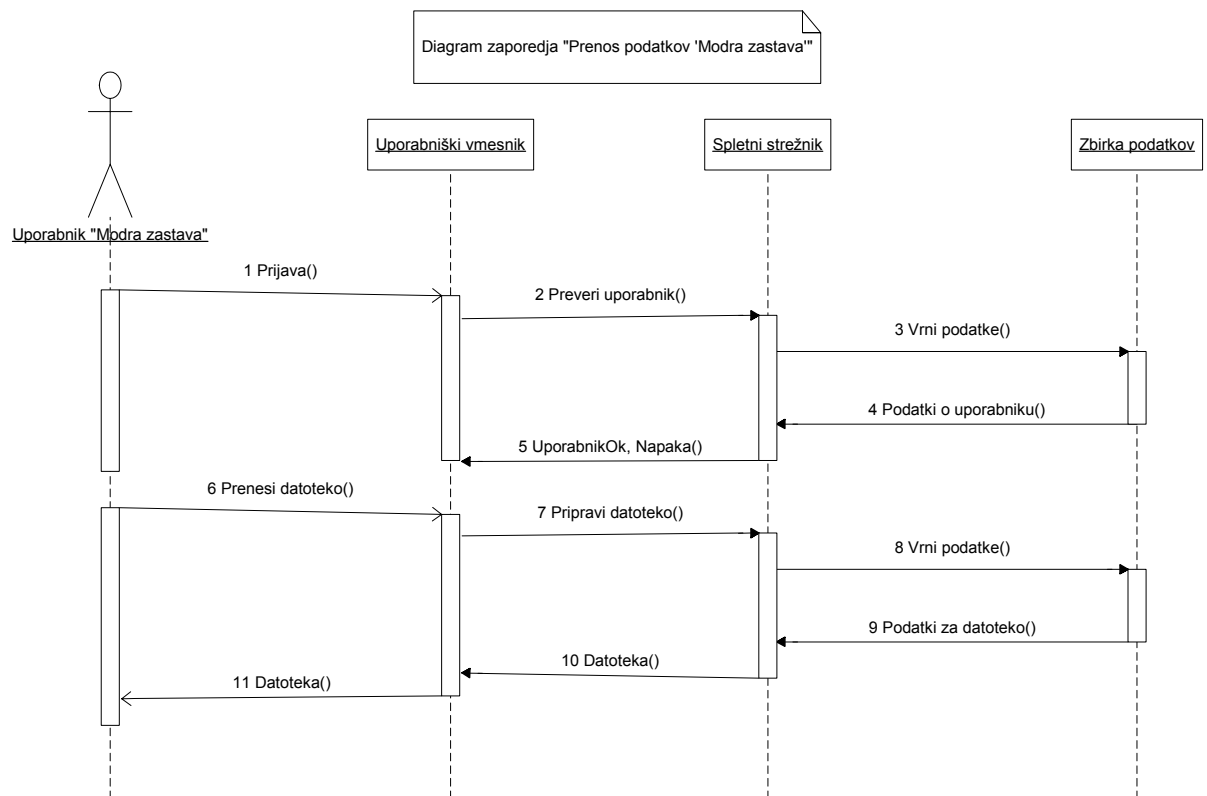 Diagram zaporedja "Prenos podatkov 'Modra zastava'"
Uporabniški vmesnik
Spletni strežnik
Zbirka podatkov
Uporabnik "Modra zastava"
1 Prijava()
2 Preveri uporabnik()
3 Vrni podatke()
4 Podatki o uporabniku()
5 UporabnikOk, Napaka()
6 Prenesi datoteko()
7 Pripravi datoteko()
8 Vrni podatke()
9 Podatki za datoteko()
10 Datoteka()
11 Datoteka()